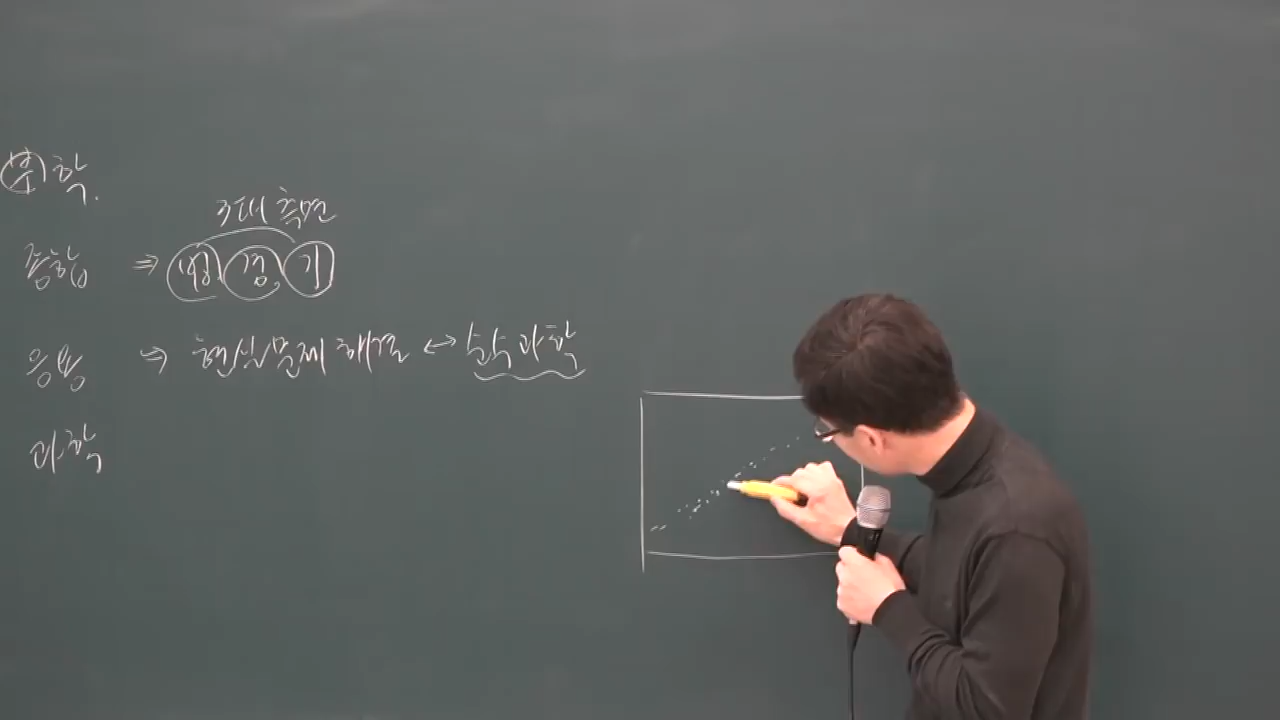 학.
3대 측면
종합 ⇒ 법 경 기
응용 ⇒ 현실문제 해결 ↔ 순수과학
과학